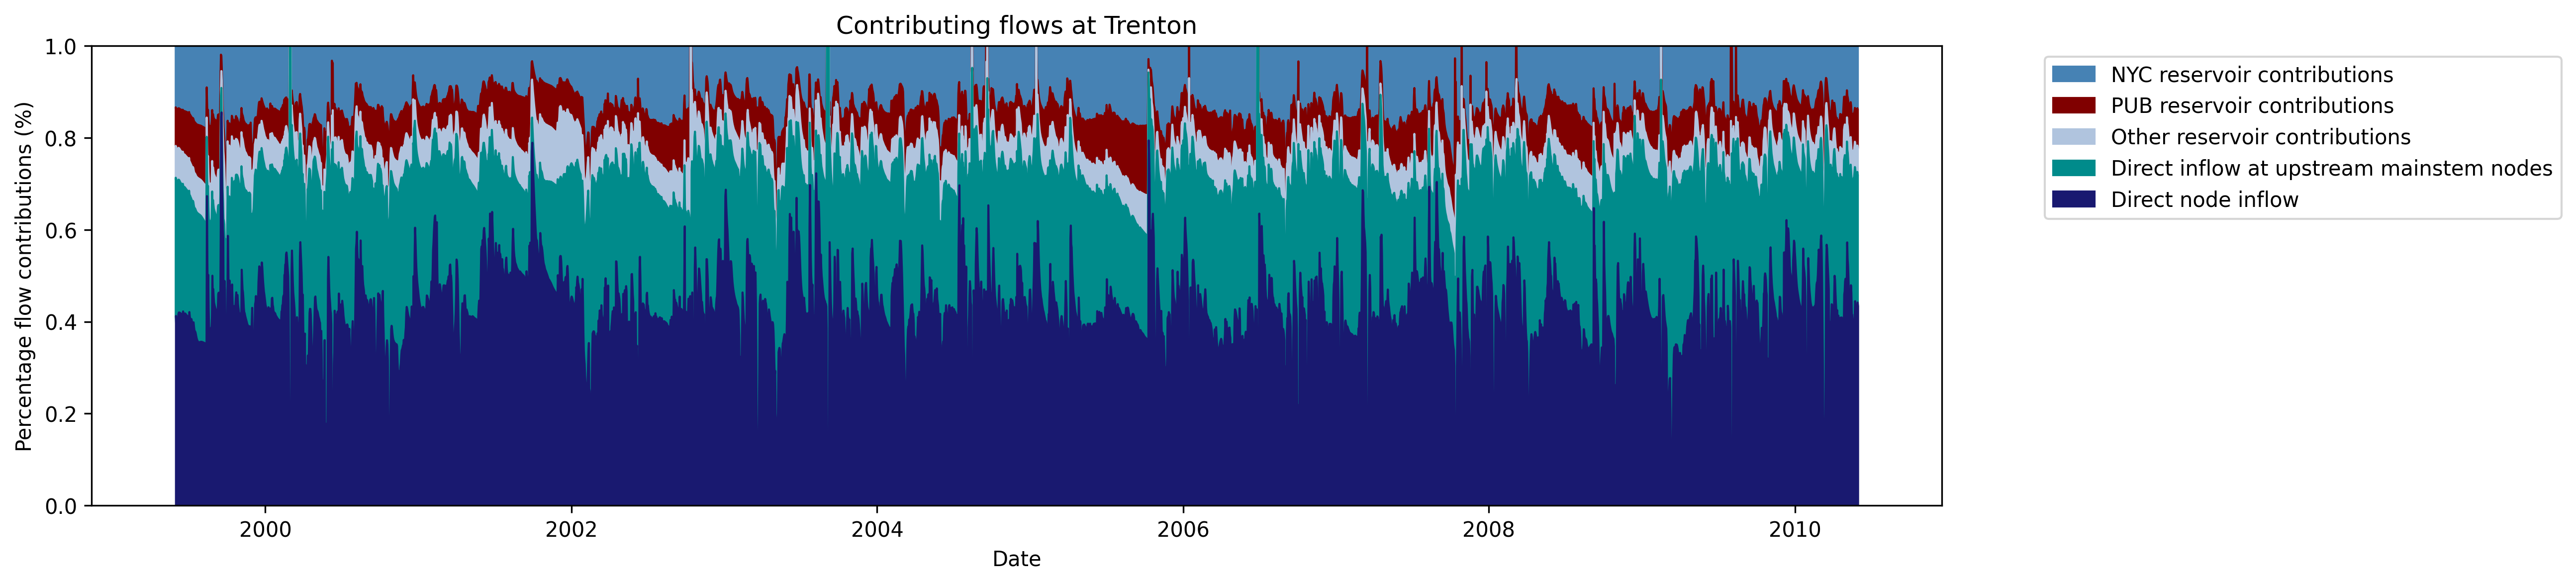 Contributing flows at Trenton
Percentage flow contributions (%)
1.0
0.8
0.6
0.4
0.2
0.0
2000
2002
2004
2006
2008
2010
Date
NYC reservoir contributions
PUB reservoir contributions
Other reservoir contributions
Direct inflow at upstream mainstem nodes
Direct node inflow